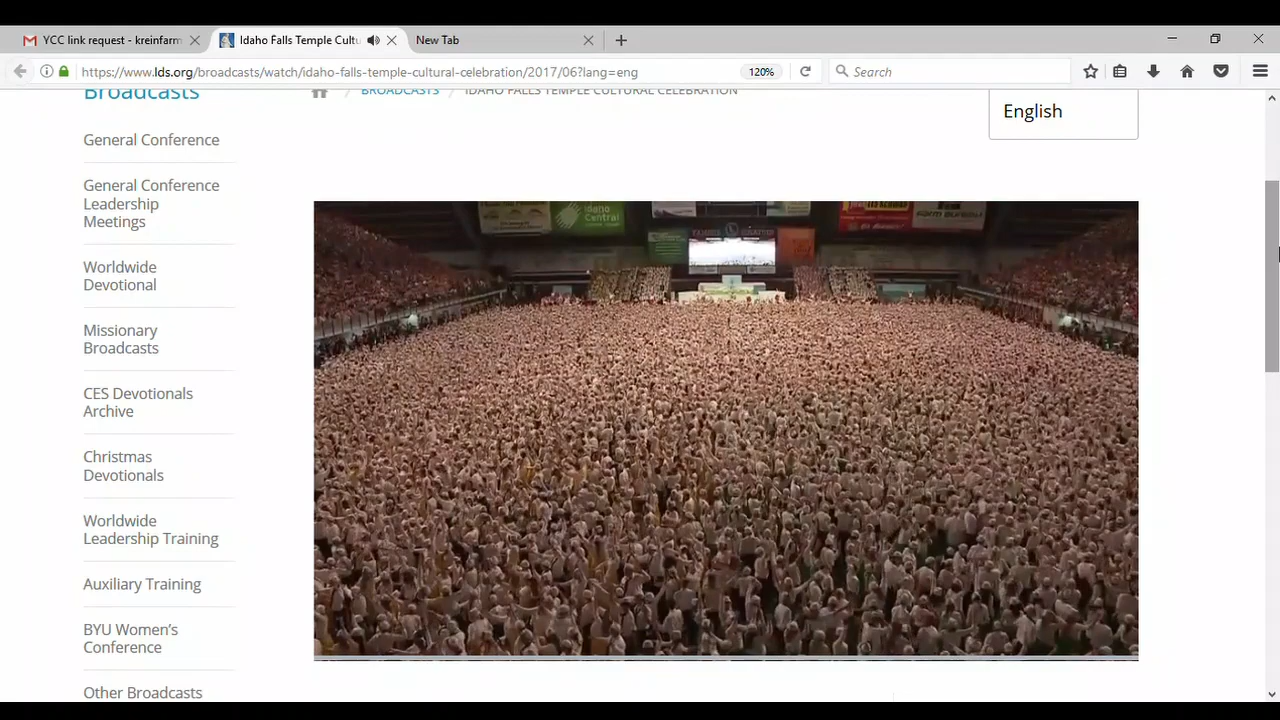 YCC link request - kreinfarm
Idaho Falls Temple Cultu
New Tab
https://www.lds.org/broadcasts/watch/idaho-falls-temple-cultural-celebration/2017/06?lang=eng
120%
Search
Broadcasts
BROADCASTS / IDAHO FALLS TEMPLE CULTURAL CELEBRATION
English
General Conference
General Conference
Leadership
Meetings
Worldwide
Devotional
Missionary
Broadcasts
CES Devotionals
Archive
Christmas
Devotionals
Worldwide
Leadership Training
Auxiliary Training
BYU Women’s
Conference
Other Broadcasts
Idaho
Central